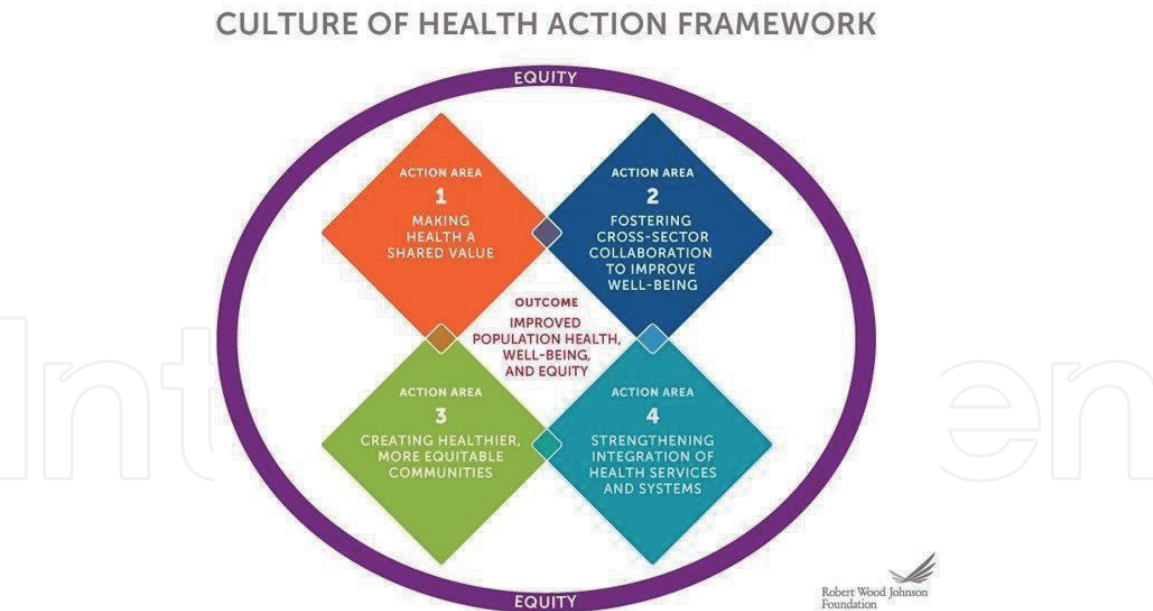 CULTURE OF HEALTH ACTION FRAMEWORK
EQUITY
ACTION AREA
1
MAKING
HEALTH A
SHARED VALUE
ACTION AREA
2
FOSTERING
CROSS-SECTOR
COLLABORATION
TO IMPROVE
WELL-BEING
OUTCOME
IMPROVED
POPULATION HEALTH,
WELL-BEING,
AND EQUITY
ACTION AREA
3
CREATING HEALTHIER,
MORE EQUITABLE
COMMUNITIES
ACTION AREA
4
STRENGTHENING
INTEGRATION OF
HEALTH SERVICES
AND SYSTEMS
EQUITY
Robert Wood Johnson
Foundation